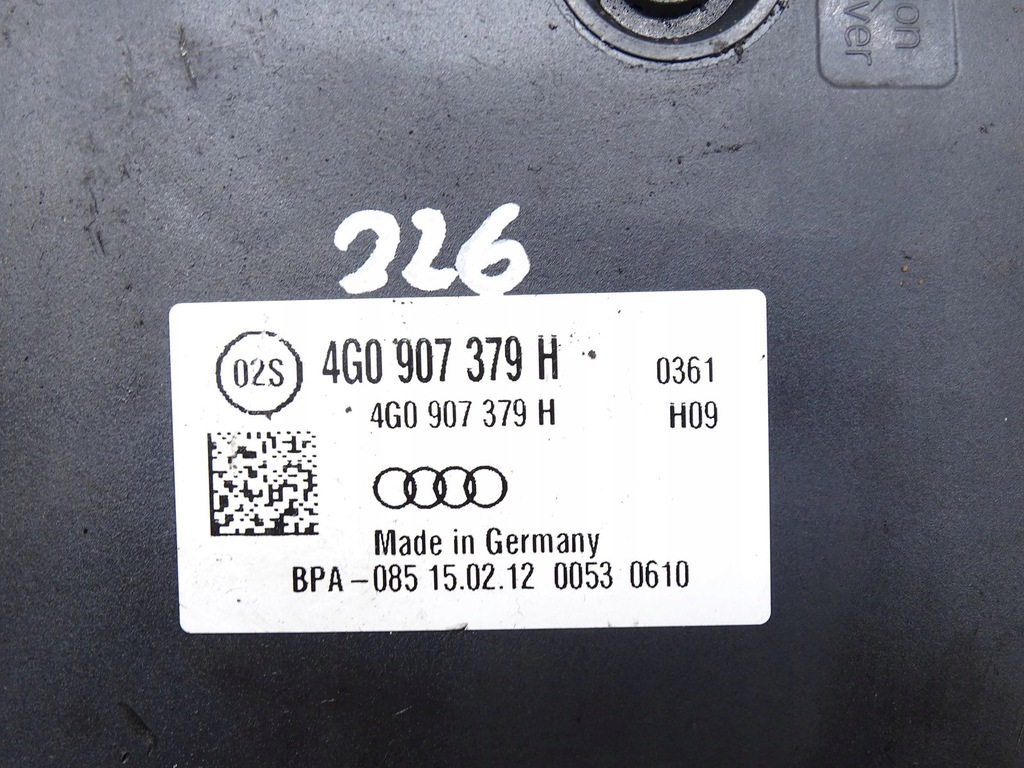 226
02S 4G0 907 379 H 0361
4G0 907 379 H H09
Made in Germany
BPA-085 15.02.12 0053 0610